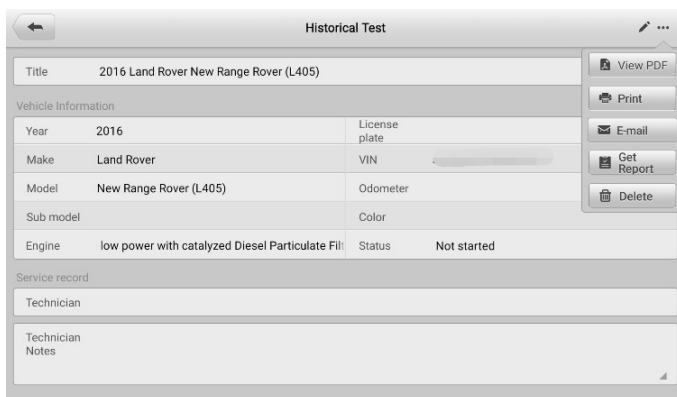 Historical Test
View PDF
Print
E-mail
Get
Report
Delete
Title 2016 Land Rover New Range Rover (L405)
Vehicle Information
Year 2016 License
plate
Make Land Rover VIN
Model New Range Rover (L405) Odometer
Sub model Color
Engine low power with catalyzed Diesel Particulate Filt Status Not started
Service record
Technician
Technician
Notes